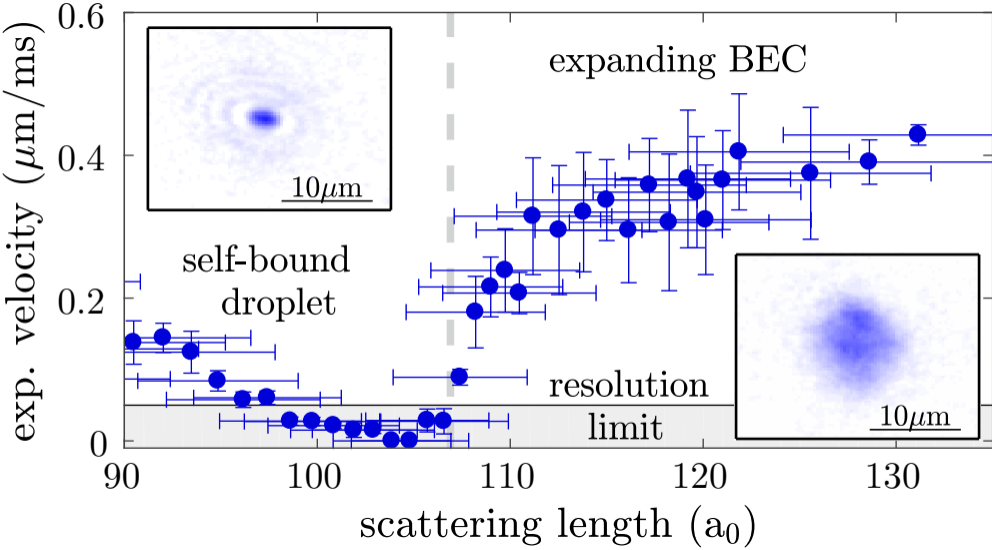 0.6
0.4
0.2
0
exp. velocity (μm/ms)
10μm
expanding BEC
self-bound
droplet
resolution
limit
10μm
90 100 110 120 130
scattering length (a₀)